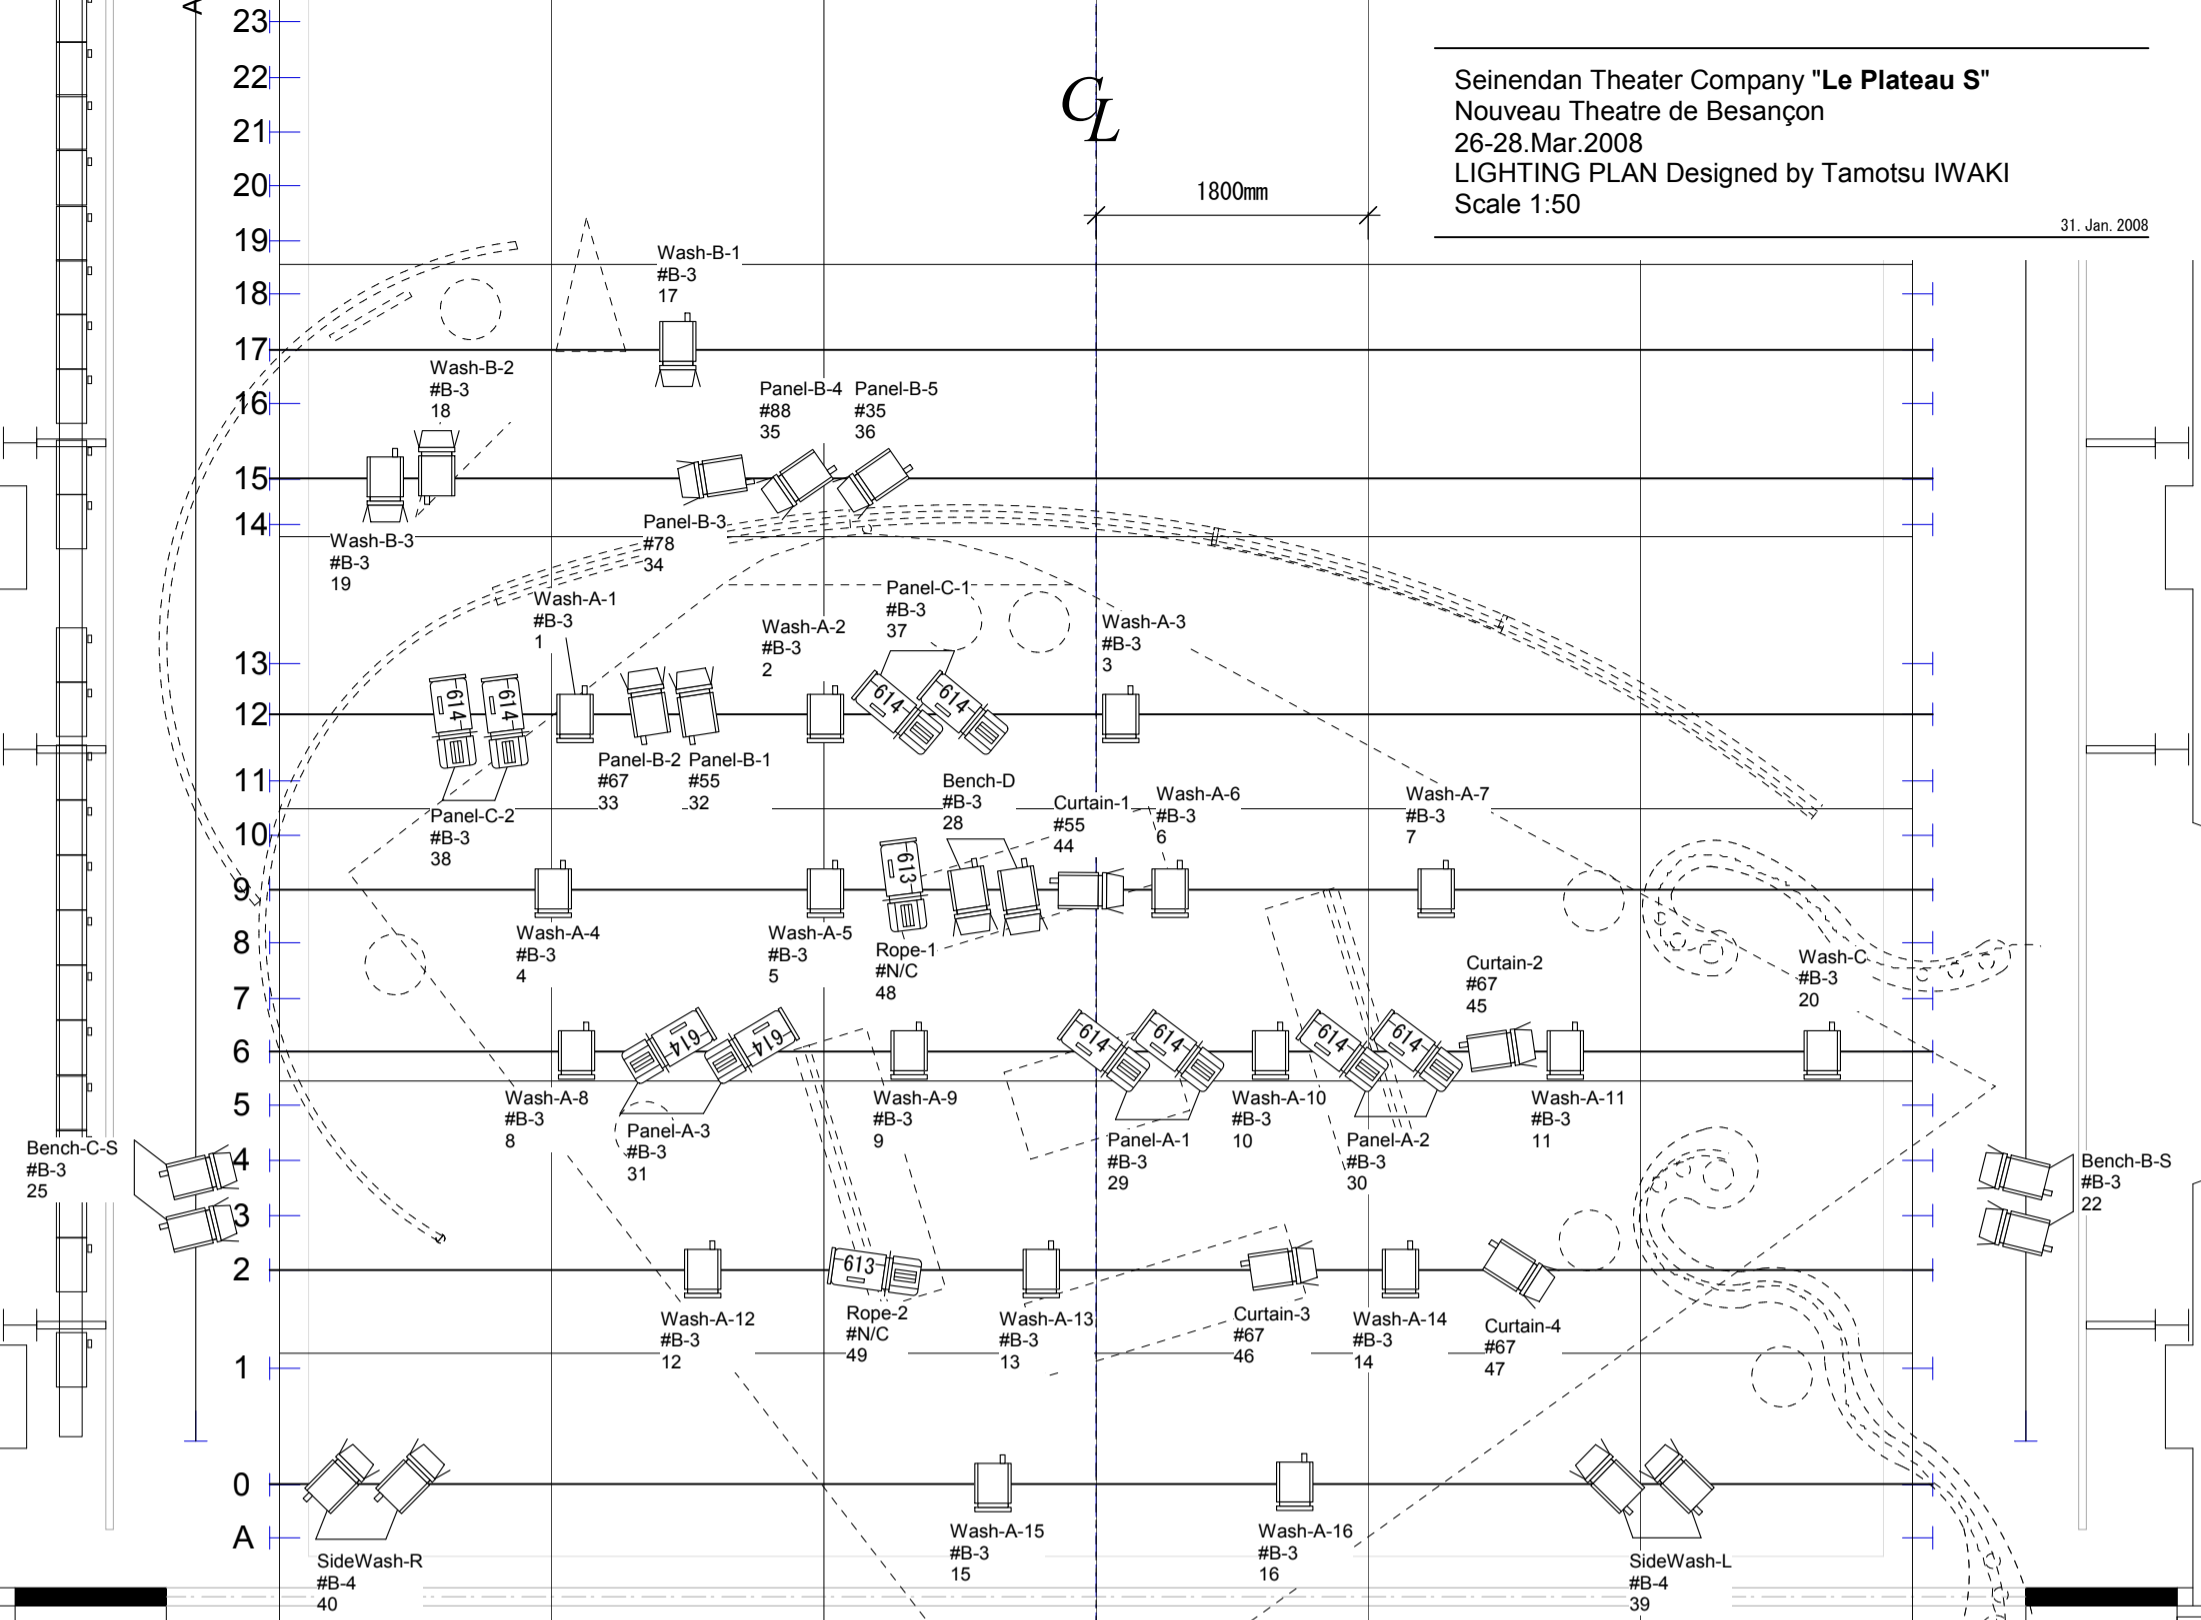 A
23
22
21
20
19
18
17
16
15
14
13
12
11
10
9
8
7
6
5
4
3
2
1
0
A
CL
1800mm
Seinendan Theater Company "Le Plateau S"
Nouveau Theatre de Besançon
26-28.Mar.2008
LIGHTING PLAN Designed by Tamotsu IWAKI
Scale 1:50
31. Jan. 2008
Wash-B-1
#B-3
17
Wash-B-2
#B-3
18
Panel-B-4
#88
35
Panel-B-5
#35
36
Wash-B-3
#B-3
19
Panel-B-3
#78
34
Wash-A-1
#B-3
1
Wash-A-2
#B-3
2
Panel-C-1
#B-3
37
Wash-A-3
#B-3
3
614
614
614
614
Panel-C-2
#B-3
38
Panel-B-2
#67
33
Panel-B-1
#55
32
Bench-D
#B-3
28
Curtain-1
#55
44
Wash-A-6
#B-3
6
Wash-A-7
#B-3
7
613
Wash-A-4
#B-3
4
Wash-A-5
#B-3
5
Rope-1
#N/C
48
Curtain-2
#67
45
Wash-C
#B-3
20
614
614
614
614
614
614
Wash-A-8
#B-3
8
Panel-A-3
#B-3
31
Wash-A-9
#B-3
9
Panel-A-1
#B-3
29
Wash-A-10
#B-3
10
Panel-A-2
#B-3
30
Wash-A-11
#B-3
11
Bench-C-S
#B-3
25
Bench-B-S
#B-3
22
613
Wash-A-12
#B-3
12
Rope-2
#N/C
49
Wash-A-13
#B-3
13
Curtain-3
#67
46
Wash-A-14
#B-3
14
Curtain-4
#67
47
SideWash-R
#B-4
40
Wash-A-15
#B-3
15
Wash-A-16
#B-3
16
SideWash-L
#B-4
39